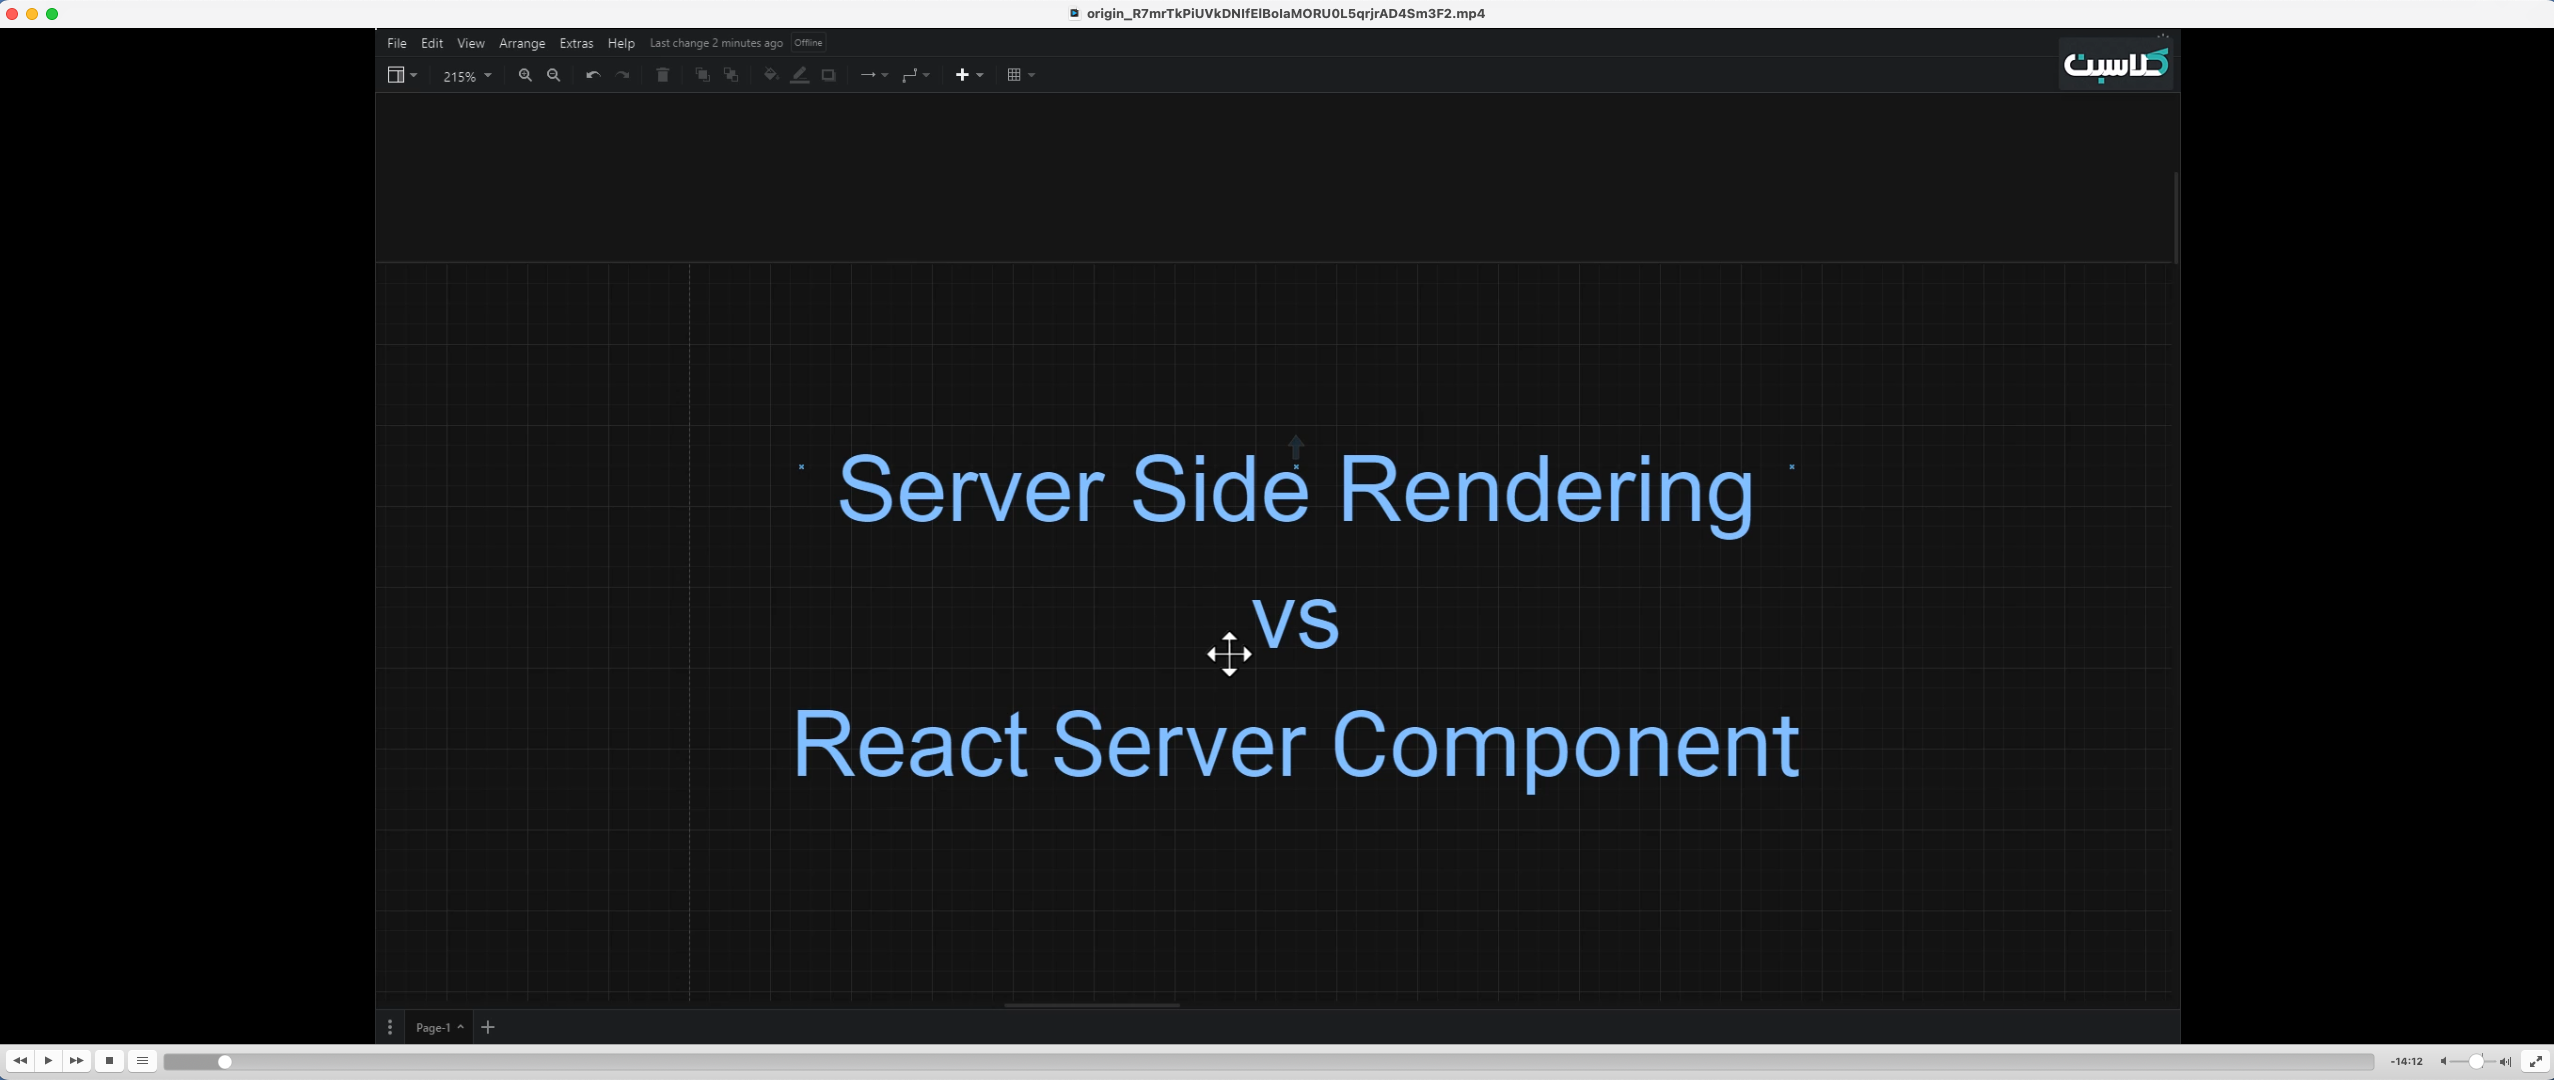 origin_R7mrTkPiUVkDNIfElBolaMORU0L5qrjrAD4Sm3F2.mp4
File Edit View Arrange Extras Help Last change 2 minutes ago Offline
215%
کلاسبن
Server Side Rendering
vs
React Server Component
Page-1
-14:12